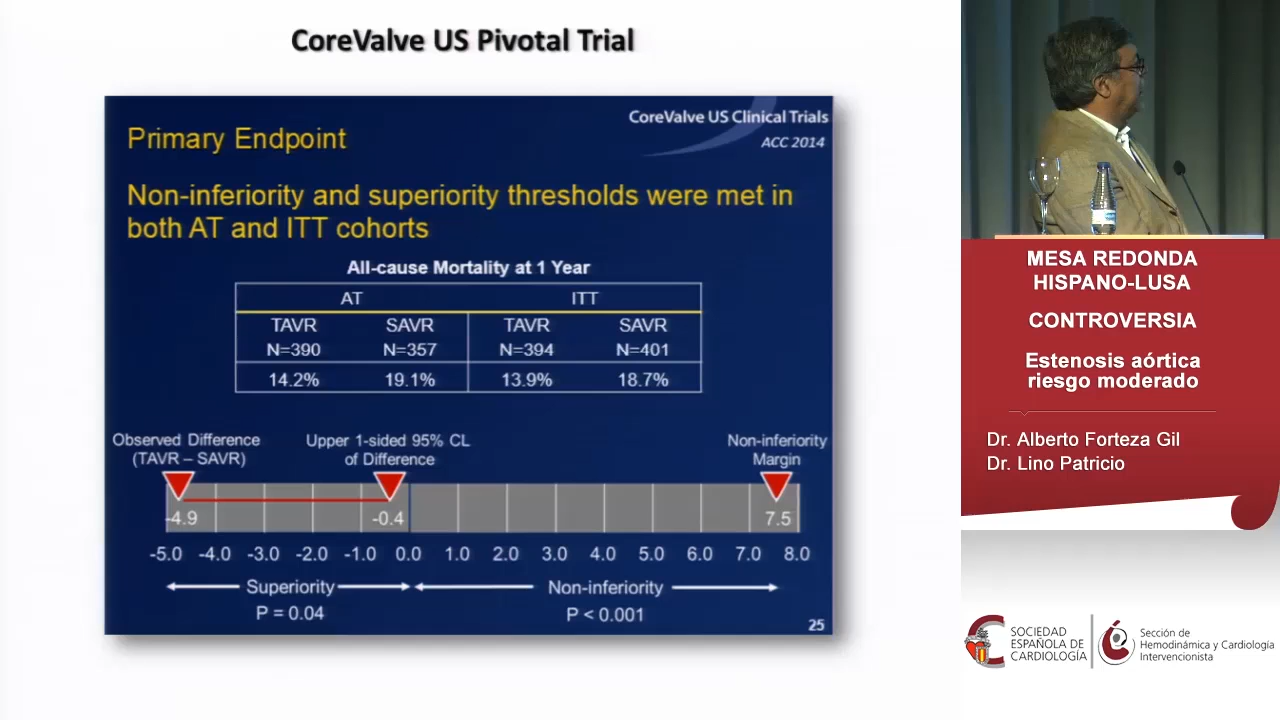 CoreValve US Pivotal Trial
CoreValve US Clinical Trials
ACC 2014
Primary Endpoint
Non-inferiority and superiority thresholds were met in
both AT and ITT cohorts
All-cause Mortality at 1 Year
AT ITT
TAVR SAVR TAVR SAVR
N=390 N=357 N=394 N=401
14.2% 19.1% 13.9% 18.7%
Observed Difference
(TAVR – SAVR)
Upper 1-sided 95% CL
of Difference
Non-inferiority
Margin
-4.9 -0.4 7.5
-5.0 -4.0 -3.0 -2.0 -1.0 0.0 1.0 2.0 3.0 4.0 5.0 6.0 7.0 8.0
Superiority Non-inferiority
P = 0.04 P < 0.001
25
MESA REDONDA
HISPANO-LUSA
CONTROVERSIA
Estenosis aórtica
riesgo moderado
Dr. Alberto Forteza Gil
Dr. Lino Patricio
SOCIEDAD
ESPAÑOLA DE
CARDIOLOGÍA
Sección de
Hemodinámica y Cardiología
Intervencionista